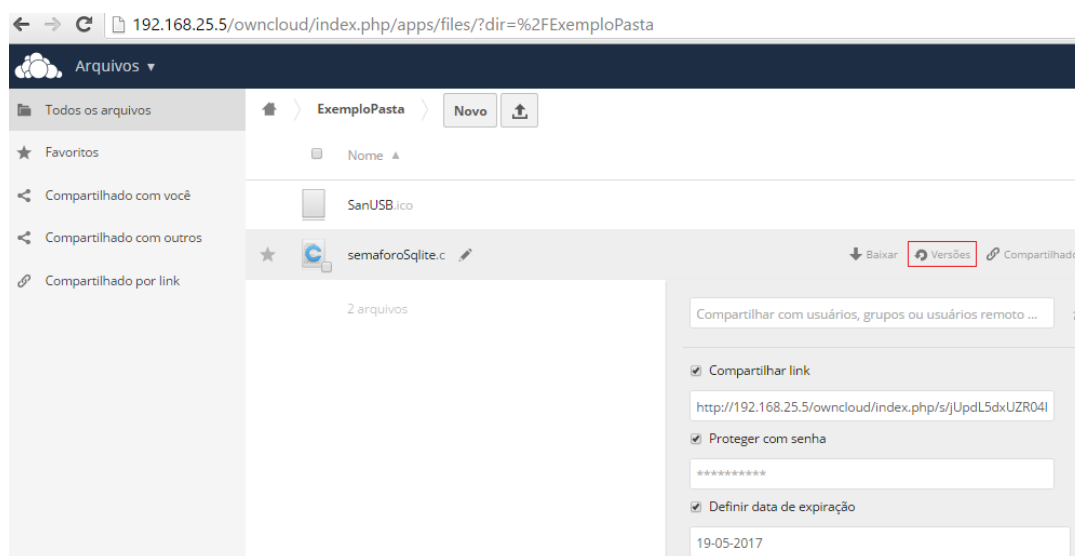 192.168.25.5/owncloud/index.php/apps/files/?dir=%2FExemploPasta
Arquivos ▾
Todos os arquivos
Favoritos
Compartilhado com você
Compartilhado com outros
Compartilhado por link
ExemploPasta
Novo
Nome ▲
SanUSB.ico
semaforoSqlite.c
Baixar
Versões
Compartilhado
2 arquivos
Compartilhar com usuários, grupos ou usuários remoto ...
Compartilhar link
http://192.168.25.5/owncloud/index.php/s/jUpdL5dxUZR04
Proteger com senha
**********
Definir data de expiração
19-05-2017